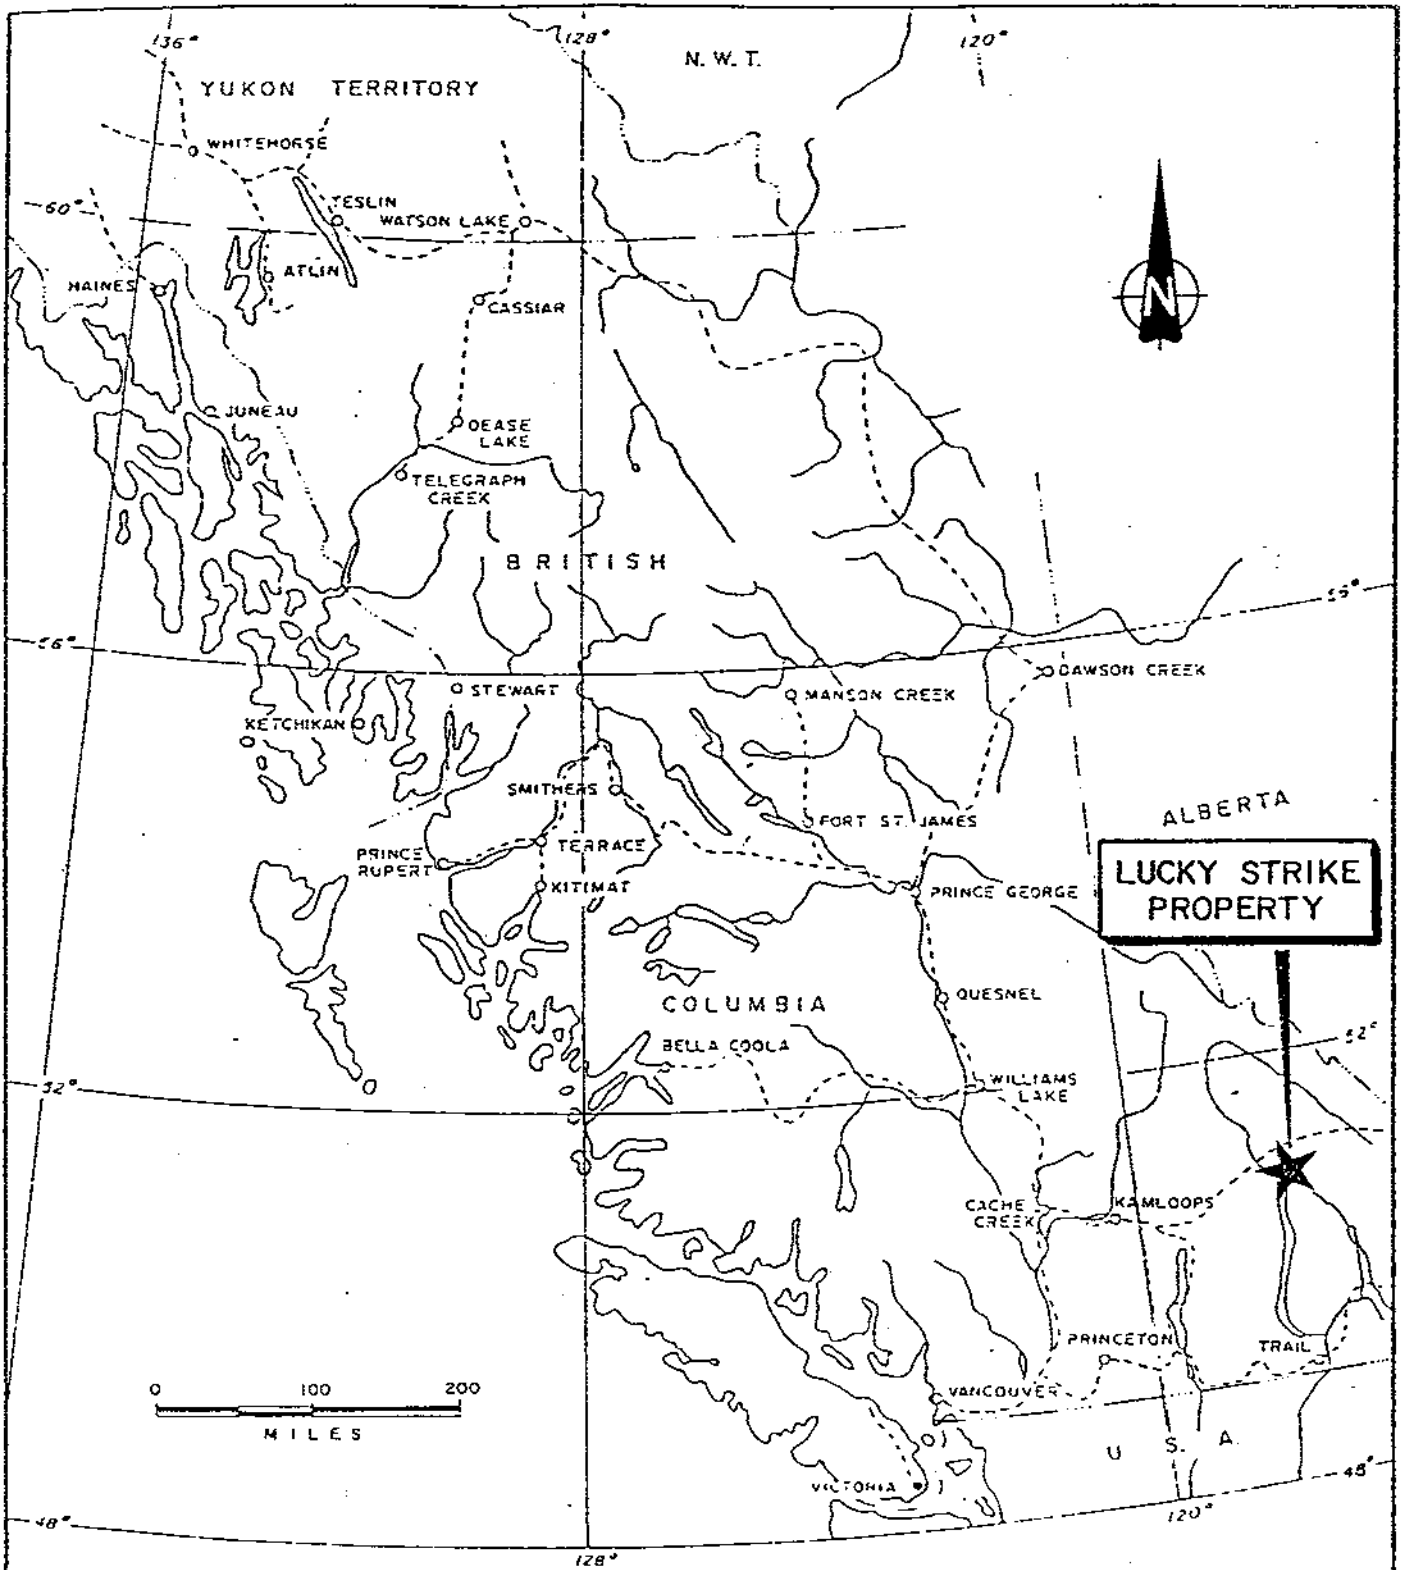 136°
128°
120°
N. W. T.
YUKON TERRITORY
WHITEHORSE
60°
TESLIN
WATSON LAKE
ATLIN
HAINES
CASSIAR
N
JUNEAU
DEASE
LAKE
TELEGRAPH
CREEK
BRITISH
56°
DAWSON CREEK
STEWART
MANSON CREEK
KETCHIKAN
SMITHERS
ALBERTA
FORT ST. JAMES
TERRACE
PRINCE
RUPERT
KITIMAT
PRINCE GEORGE
LUCKY STRIKE
PROPERTY
QUESNEL
COLUMBIA
BELLA COOLA
52°
52°
WILLIAMS
LAKE
CACHE
CREEK
KAMLOOPS
PRINCETON
TRAIL
0 100 200
MILES
VANCOUVER
U. S. A.
VICTORIA
48°
48°
120°
128°